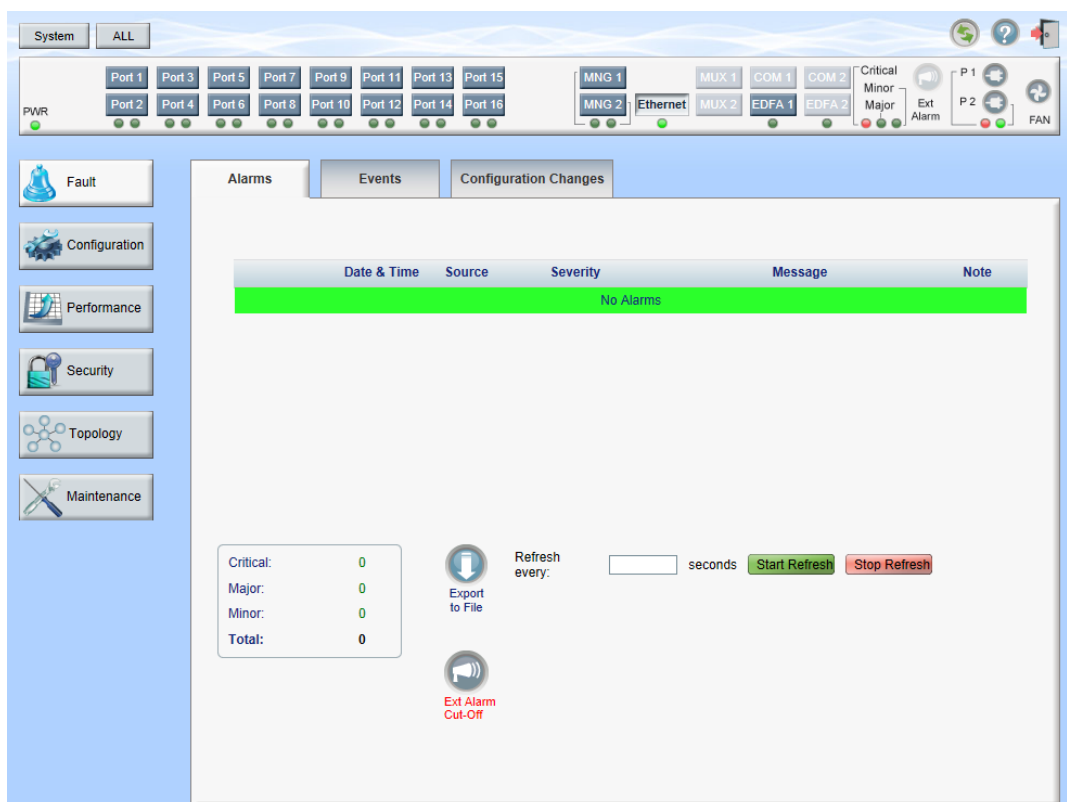 System ALL
Port 1 Port 3 Port 5 Port 7 Port 9 Port 11 Port 13 Port 15 MNG 1 MUX 1 COM 1 COM 2 Critical P 1
Minor
PWR Port 2 Port 4 Port 6 Port 8 Port 10 Port 12 Port 14 Port 16 MNG 2 Ethernet MUX 2 EDFA 1 EDFA 2 Major Ext P 2
Alarm FAN
Fault
Alarms Events Configuration Changes
Configuration
Date & Time Source Severity Message Note
No Alarms
Performance
Security
Topology
Maintenance
Critical: 0
Major: 0
Minor: 0
Total: 0
Export
to File
Refresh
every: seconds Start Refresh Stop Refresh
Ext Alarm
Cut-Off